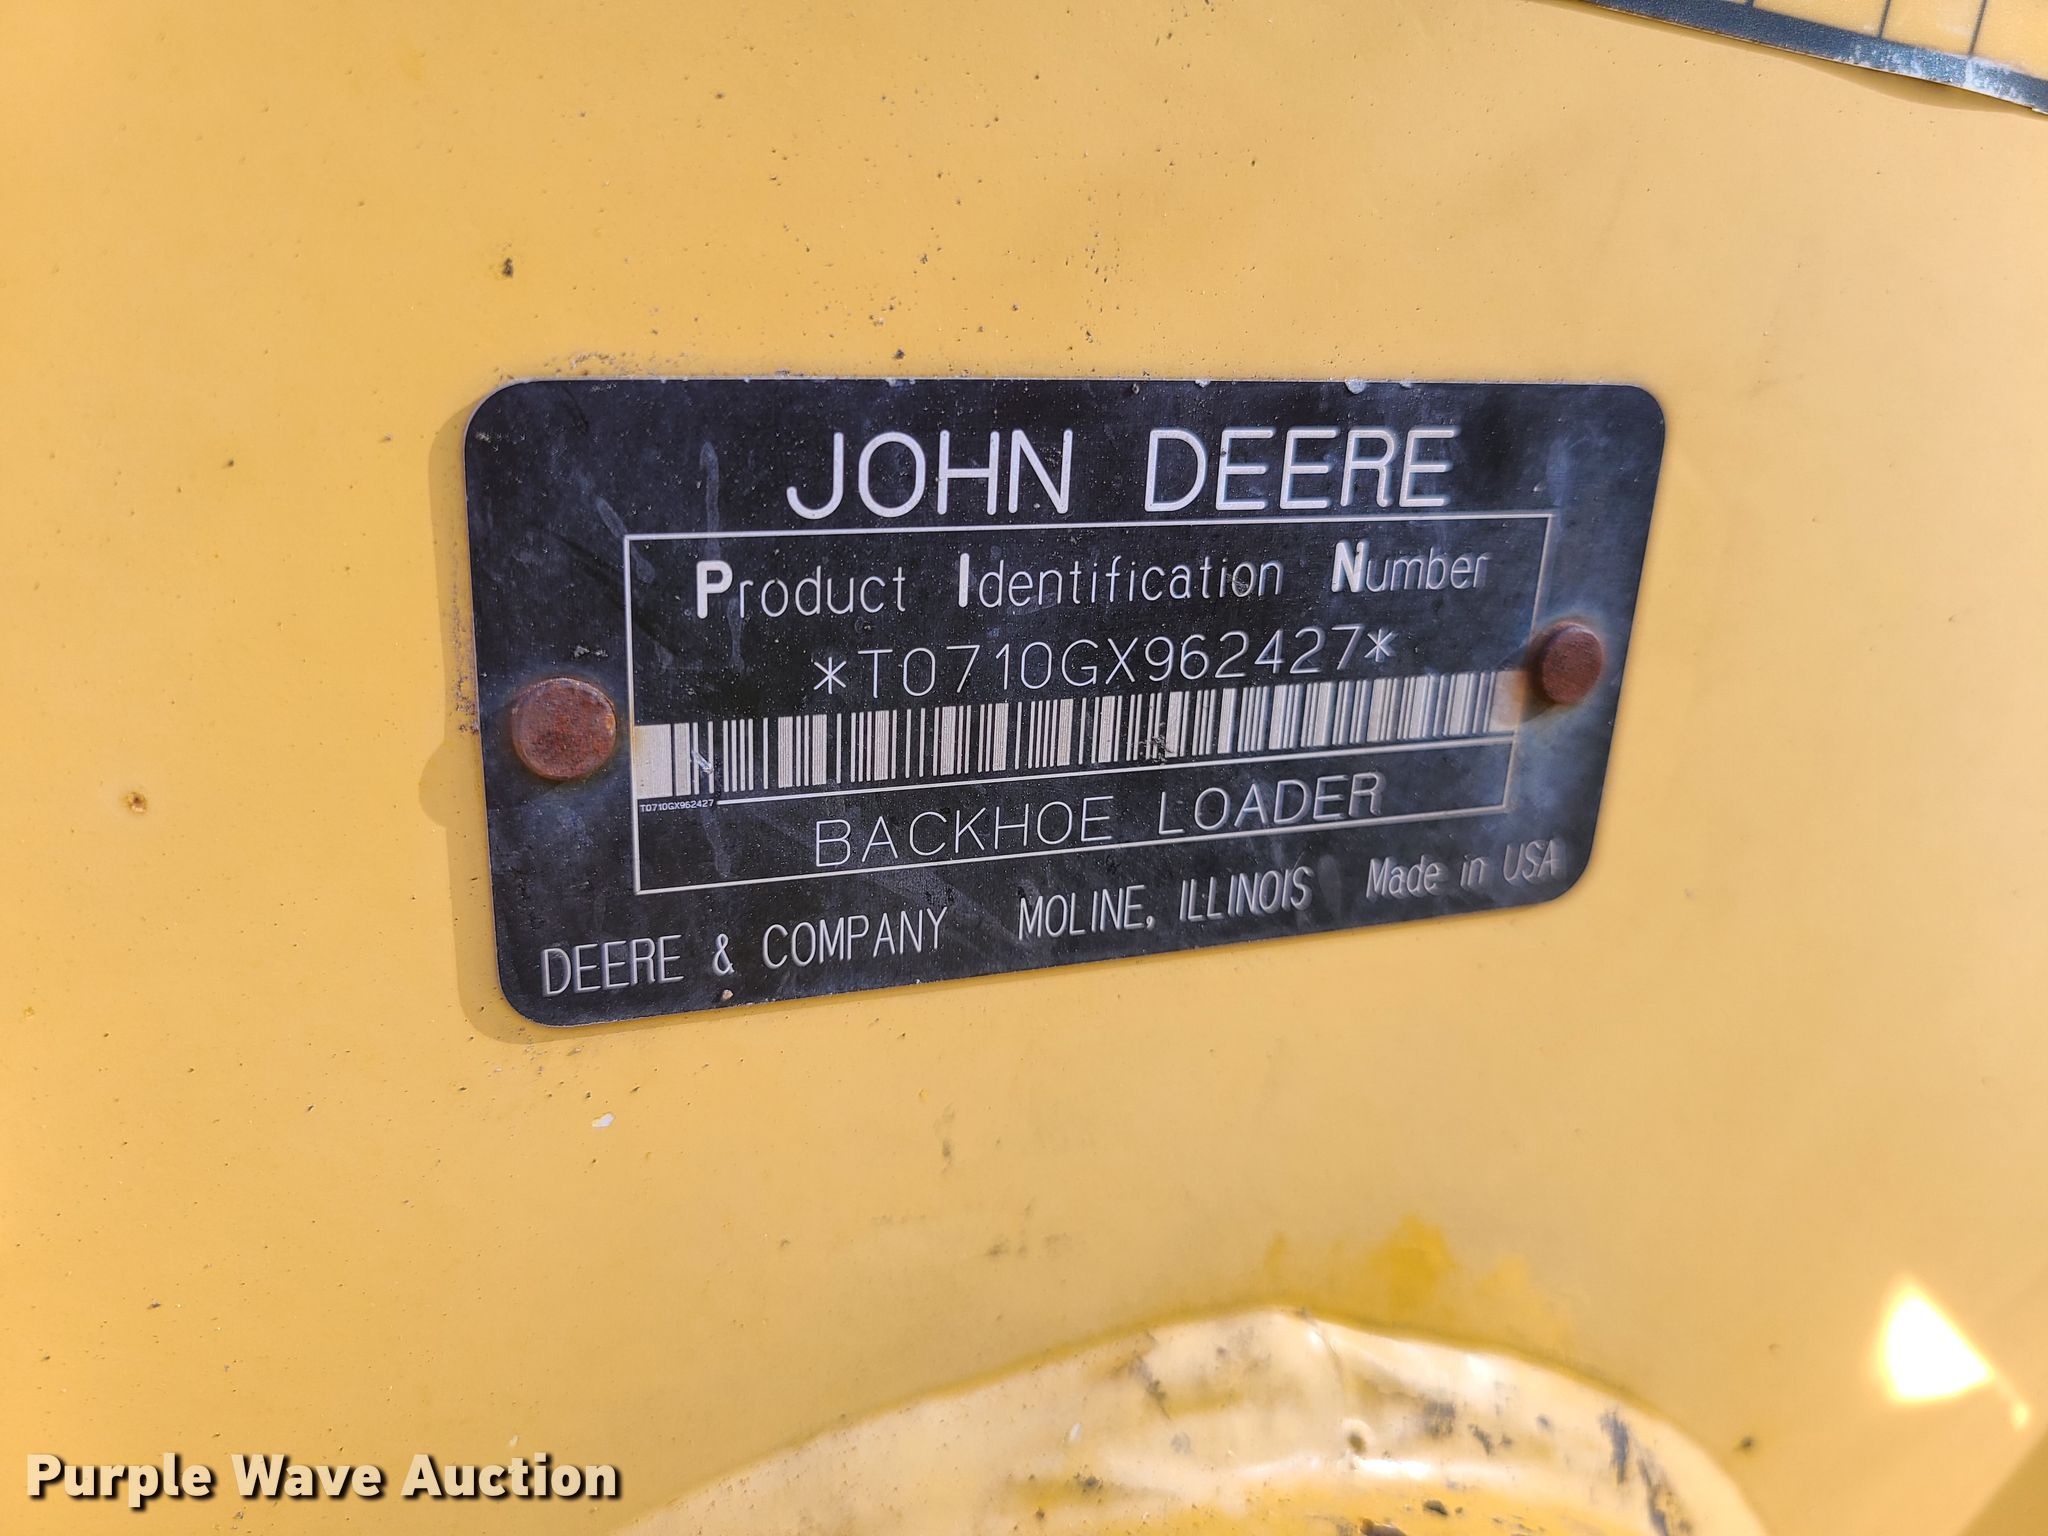 JOHN DEERE
Product Identification Number
*T0710GX962427*
T0710GX962427
BACKHOE LOADER
DEERE & COMPANY MOLINE, ILLINOIS Made in USA
Purple Wave Auction